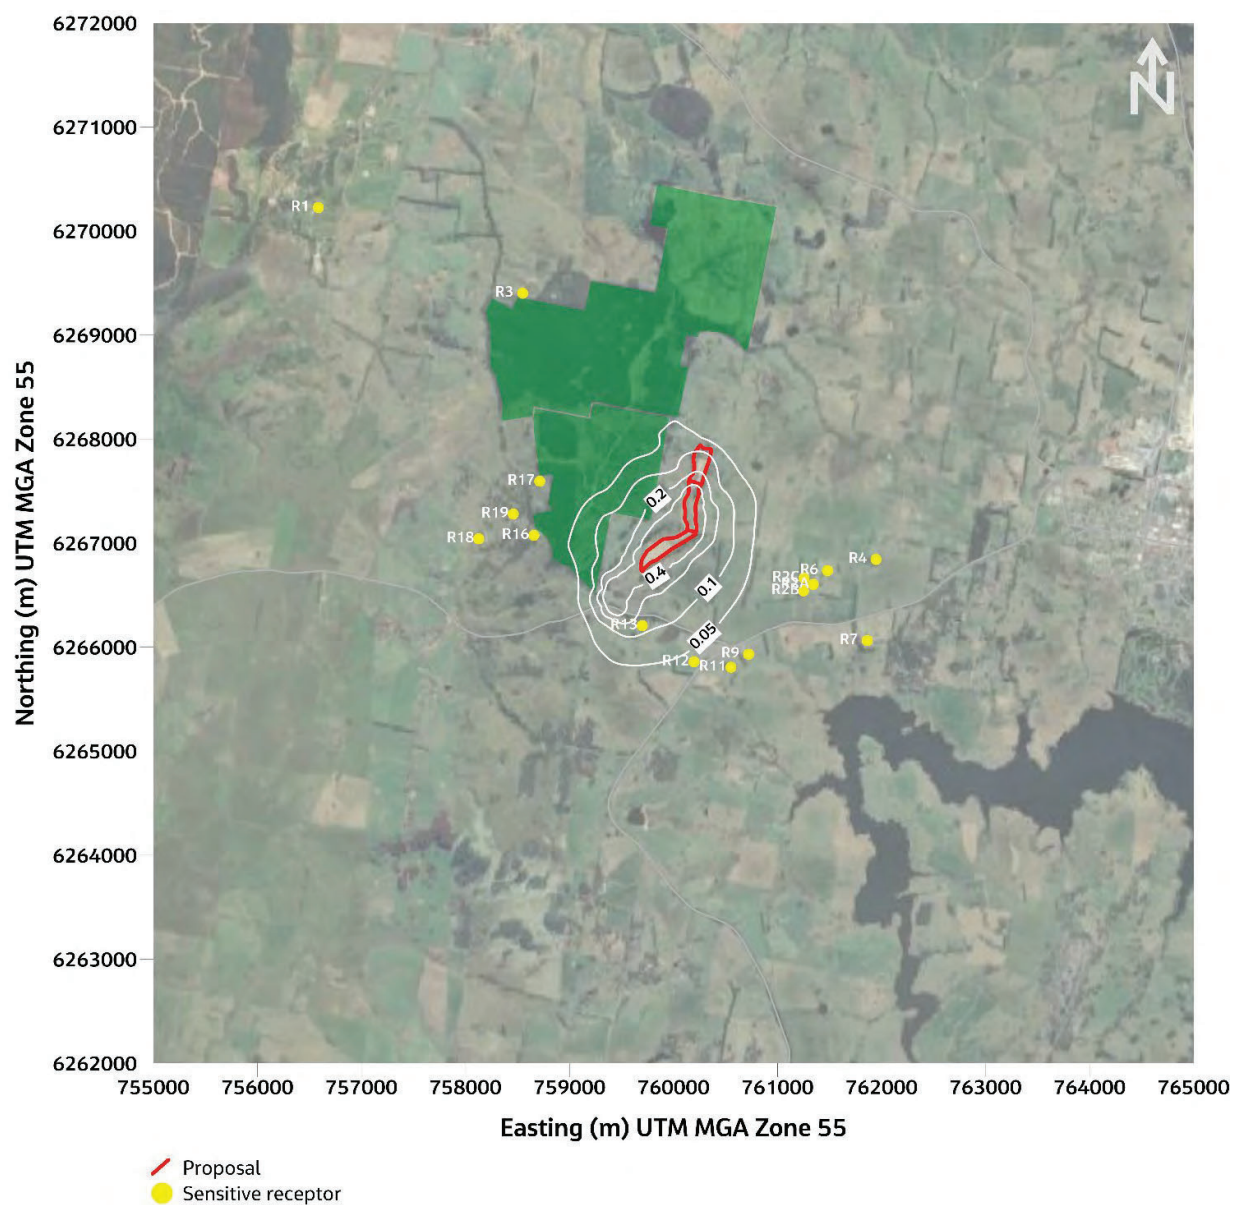 6272000
6271000
6270000
6269000
6268000
6267000
6266000
6265000
6264000
6263000
6262000
Northing (m) UTM MGA Zone 55
N
R1
R3
R17
0.2
R19
R16
R18
R4
R6
R2C
R2A
R2B
0.4
0.1
R13
0.05
R7
R9
R12
R11
755000 756000 757000 758000 759000 760000 761000 762000 763000 764000 765000
Easting (m) UTM MGA Zone 55
Proposal
Sensitive receptor